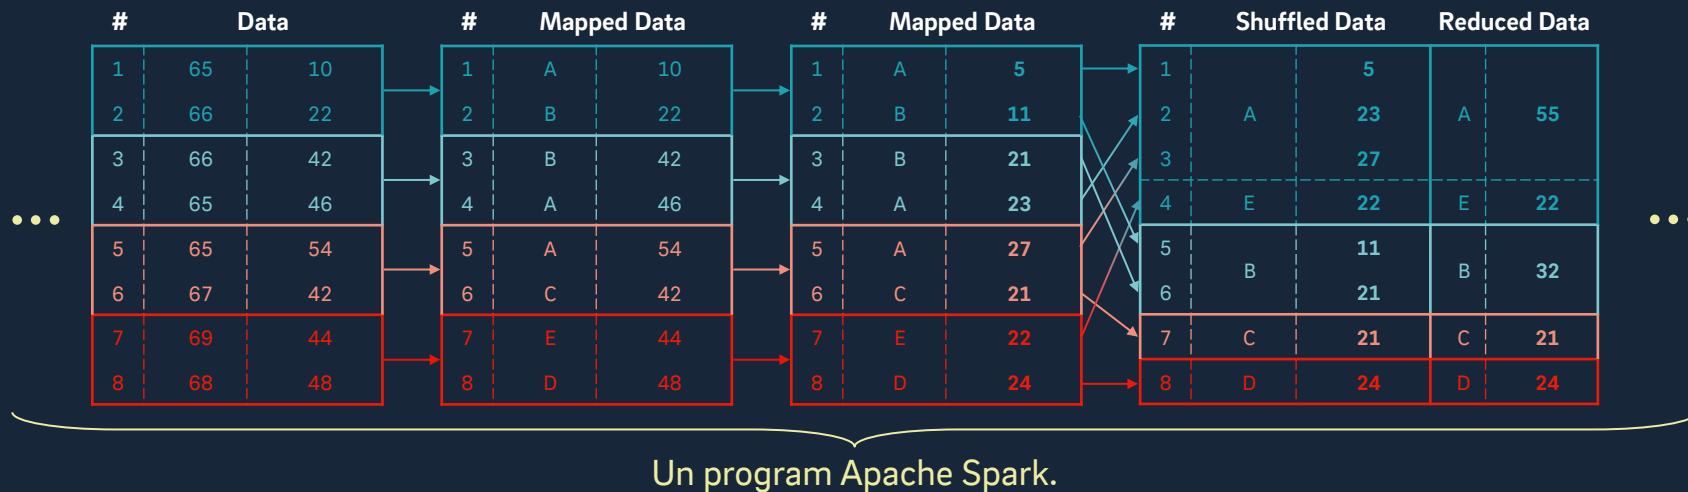 # Data # Mapped Data # Mapped Data # Shuffled Data Reduced Data
1 65 10 1 A 10 1 A 5 1 5
2 66 22 2 B 22 2 B 11 2 A 23 A 55
3 66 42 3 B 42 3 B 21 3 27
4 65 46 4 A 46 4 A 23 4 E 22 E 22
5 65 54 5 A 54 5 A 27 5 11
B B 32
6 67 42 6 C 42 6 C 21 6 21
7 69 44 7 E 44 7 E 22 7 C 21 C 21
8 68 48 8 D 48 8 D 24 8 D 24 D 24
Un program Apache Spark.